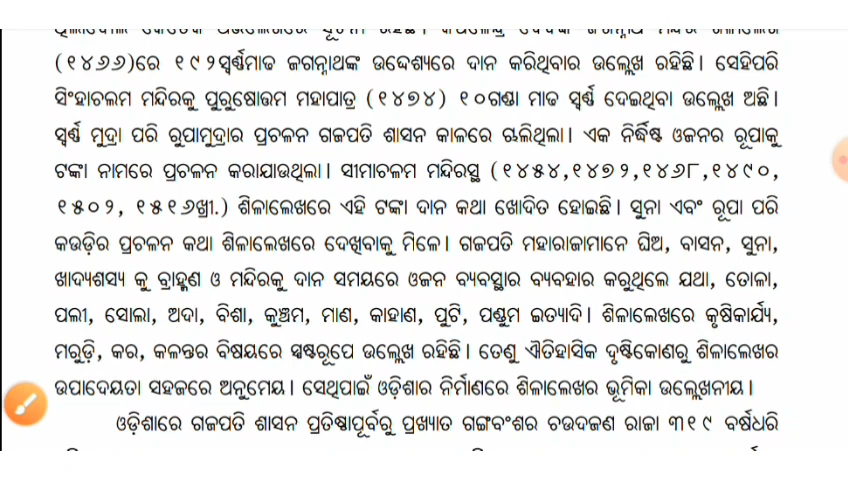 (୧୪୬୬)ରେ ୧୯୨ସ୍ବର୍ଣ୍ଣମାଢ ଜଗନ୍ନାଥଙ୍କ ଉଦ୍ଦେଶ୍ୟରେ ଦାନ କରିଥିବାର ଉଲ୍ଲେଖ ରହିଛି। ସେହିପରି
ସିଂହାଚଲମ ମନ୍ଦିରକୁ ପୁରୁଷୋତ୍ତମ ମହାପାତ୍ର (୧୪୭୪) ୧୦ଗଣ୍ଡା ମାଢ ସ୍ବର୍ଣ୍ଣ ଦେଇଥିବା ଉଲ୍ଲେଖ ଅଛି।
ସ୍ବର୍ଣ୍ଣ ମୁଦ୍ରା ପରି ରୁପାମୁଦ୍ରାର ପ୍ରଚଳନ ଗଜପତି ଶାସନ କାଳରେ ଋଲିଥିଲା। ଏକ ନିର୍ଦ୍ଧିଷ୍ଟ ଓଜନର ରୂପାକୁ
ଟଙ୍କା ନାମରେ ପ୍ରଚଳନ କରାଯାଉଥିଲା। ସୀମାଚଳମ ମନ୍ଦିରସ୍ଥ (୧୪୫୪,୧୪୭୨,୧୪୬୮,୧୪୯୦,
୧୫୦୨, ୧୫୧୬ଖ୍ରୀ.) ଶିଳାଲେଖରେ ଏହି ଟଙ୍କା ଦାନ କଥା ଖୋଦିତ ହୋଇଛି। ସୁନା ଏବଂ ରୂପା ପରି
କଉଡ଼ିର ପ୍ରଚଳନ କଥା ଶିଳାଲେଖରେ ଦେଖିବାକୁ ମିଳେ। ଗଜପତି ମହାରାଜାମାନେ ଘିଅ, ବାସନ, ସୁନା,
ଖାଦ୍ୟଶସ୍ୟ କୁ ବ୍ରାହ୍ମଣ ଓ ମନ୍ଦିରକୁ ଦାନ ସମୟରେ ଓଜନ ବ୍ୟବସ୍ଥାର ବ୍ୟବହାର କରୁଥିଲେ ଯଥା, ତୋଳା,
ପଲୀ, ସୋଲା, ଅଦା, ବିଶା, କୁଞ୍ଚମ, ମାଣ, କାହାଣ, ପୁଟି, ପଣ୍ଡୁମ ଇତ୍ୟାଦି। ଶିଳାଲେଖରେ କୃଷିକାର୍ଯ୍ୟ,
ମରୁଡ଼ି, କର, କଳନ୍ତର ବିଷୟରେ ସ୍ପଷ୍ଟରୂପେ ଉଲ୍ଲେଖ ରହିଛି। ତେଣୁ ଐତିହାସିକ ଦୃଷ୍ଟିକୋଣରୁ ଶିଳାଲେଖର
ଉପାଦେୟତା ସହଜରେ ଅନୁମେୟ। ସେଥିପାଇଁ ଓଡ଼ିଶାର ନିର୍ମାଣରେ ଶିଳାଲେଖର ଭୂମିକା ଉଲ୍ଲେଖନୀୟ।
ଓଡ଼ିଶାରେ ଗଜପତି ଶାସନ ପ୍ରତିଷ୍ଠାପୂର୍ବରୁ ପ୍ରଖ୍ୟାତ ଗଙ୍ଗବଂଶର ଚଉଦଜଣ ରାଜା ୩୧୯ ବର୍ଷଧରି